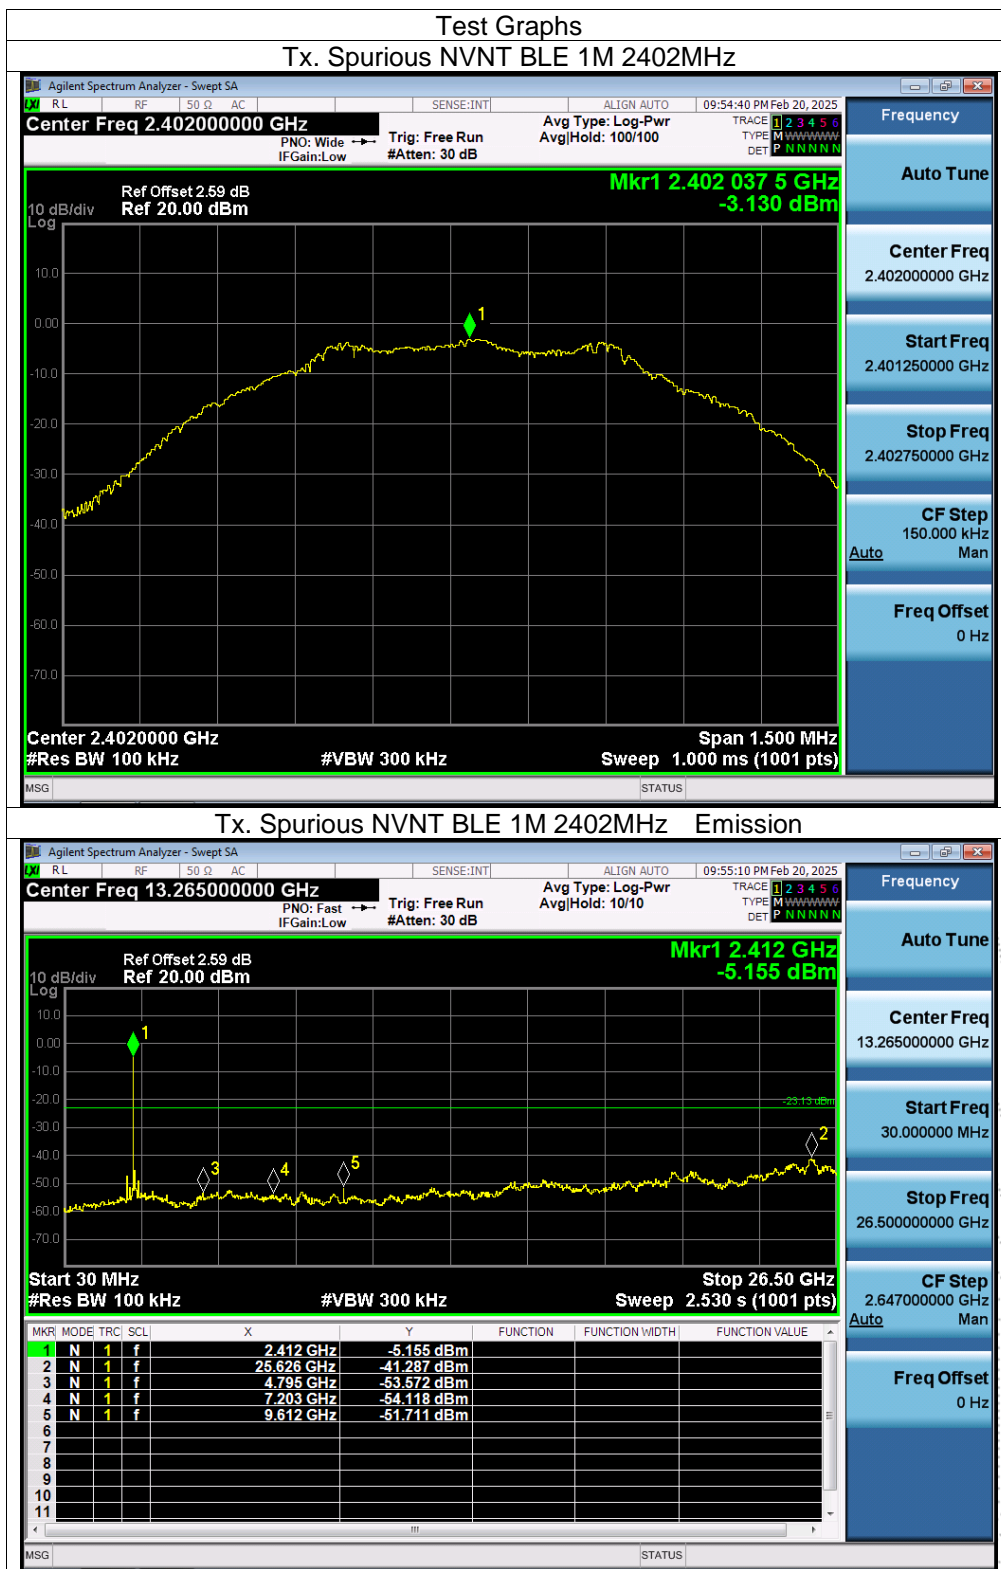 Test Graphs
Tx. Spurious NVNT BLE 1M 2402MHz
Agilent Spectrum Analyzer - Swept SA
LXI RL RF 50 Ω AC SENSE:INT ALIGN AUTO 09:54:40 PM Feb 20, 2025
Center Freq 2.402000000 GHz
PNO: Wide
IFGain:Low
Trig: Free Run
#Atten: 30 dB
Avg Type: Log-Pwr
Avg|Hold: 100/100
TRACE 1 2 3 4 5 6
TYPE M W W W W W
DET P N N N N N
Mkr1 2.402 037 5 GHz
-3.130 dBm
Ref Offset 2.59 dB
10 dB/div Ref 20.00 dBm
Log
10.0
0.00
-10.0
-20.0
-30.0
-40.0
-50.0
-60.0
-70.0
1
Center 2.4020000 GHz Span 1.500 MHz
#Res BW 100 kHz #VBW 300 kHz Sweep 1.000 ms (1001 pts)
MSG STATUS
Frequency
Auto Tune
Center Freq
2.402000000 GHz
Start Freq
2.401250000 GHz
Stop Freq
2.402750000 GHz
CF Step
150.000 kHz
Auto Man
Freq Offset
0 Hz
Tx. Spurious NVNT BLE 1M 2402MHz Emission
Agilent Spectrum Analyzer - Swept SA
LXI RL RF 50 Ω AC SENSE:INT ALIGN AUTO 09:55:10 PM Feb 20, 2025
Center Freq 13.265000000 GHz
PNO: Fast
IFGain:Low
Trig: Free Run
#Atten: 30 dB
Avg Type: Log-Pwr
Avg|Hold: 10/10
TRACE 1 2 3 4 5 6
TYPE M W W W W W
DET P N N N N N
Mkr1 2.412 GHz
-5.155 dBm
Ref Offset 2.59 dB
10 dB/div Ref 20.00 dBm
Log
10.0
0.00
-10.0
-20.0
-30.0
-40.0
-50.0
-60.0
-70.0
-23.13 dBm
1
2
3
4
5
Start 30 MHz Stop 26.50 GHz
#Res BW 100 kHz #VBW 300 kHz Sweep 2.530 s (1001 pts)
MKR MODE TRC SCL X Y FUNCTION FUNCTION WIDTH FUNCTION VALUE
1 N 1 f 2.412 GHz -5.155 dBm
2 N 1 f 25.626 GHz -41.287 dBm
3 N 1 f 4.795 GHz -53.572 dBm
4 N 1 f 7.203 GHz -54.118 dBm
5 N 1 f 9.612 GHz -51.711 dBm
6
7
8
9
10
11
MSG STATUS
Frequency
Auto Tune
Center Freq
13.265000000 GHz
Start Freq
30.000000 MHz
Stop Freq
26.500000000 GHz
CF Step
2.647000000 GHz
Auto Man
Freq Offset
0 Hz